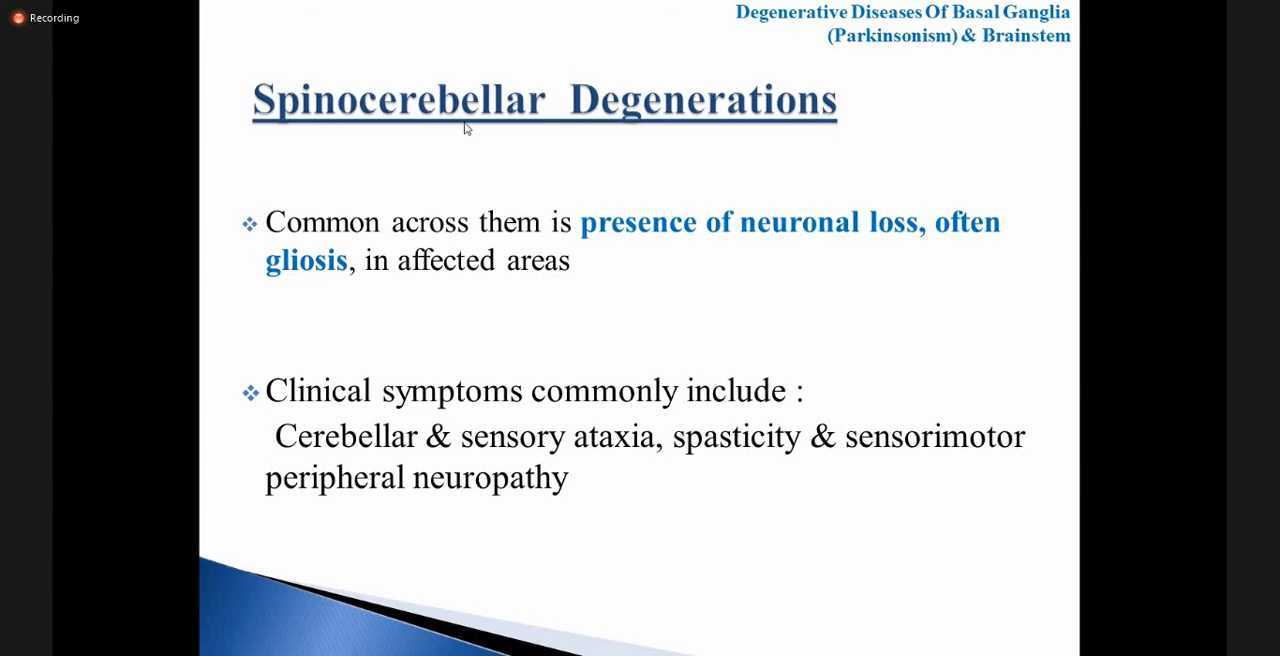 Recording
Degenerative Diseases Of Basal Ganglia
(Parkinsonism) & Brainstem
Spinocerebellar Degenerations
Common across them is presence of neuronal loss, often
gliosis, in affected areas
Clinical symptoms commonly include :
Cerebellar & sensory ataxia, spasticity & sensorimotor
peripheral neuropathy